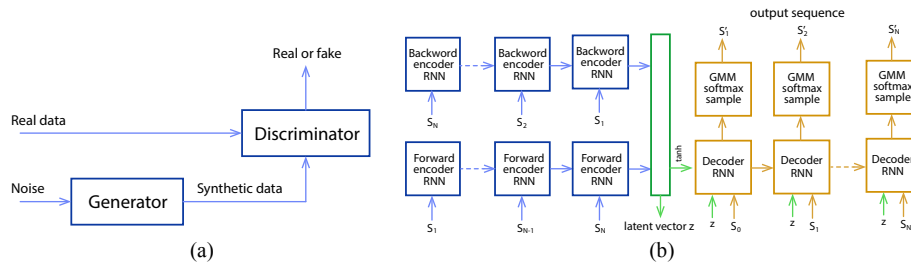 Real or fake
Real data
Discriminator
Noise
Generator
Synthetic data
(a)
output sequence
S'1 S'2 S'N
Backword encoder RNN
Backword encoder RNN
Backword encoder RNN
SN S2 S1
GMM softmax sample
GMM softmax sample
GMM softmax sample
Forward encoder RNN
Forward encoder RNN
Forward encoder RNN
S1 SN-1 SN
tanh
Decoder RNN
Decoder RNN
Decoder RNN
latent vector z
z S0 z S1 z SN
(b)